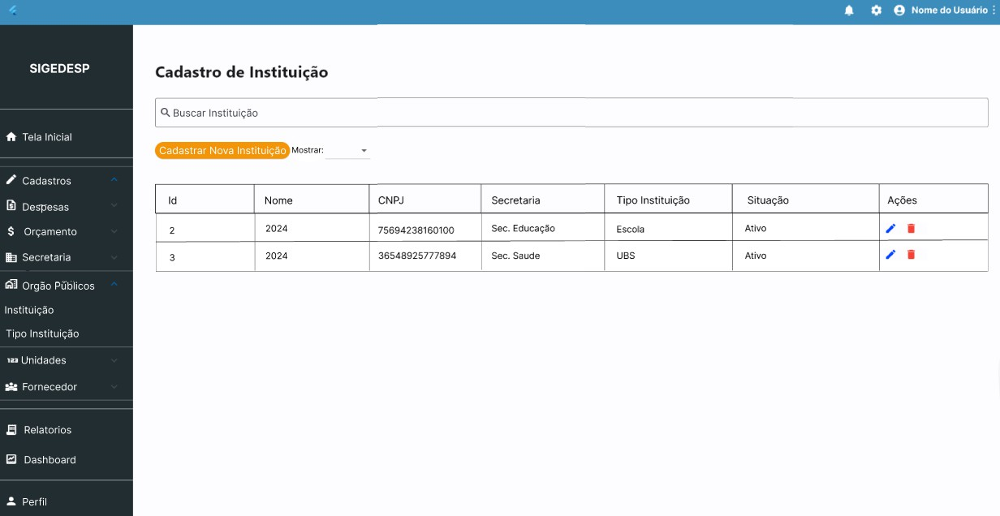 Nome do Usuário
SIGEDESP
Tela Inicial
Cadastros
Despesas
Orçamento
Secretaria
Orgão Públicos
Instituição
Tipo Instituição
123 Unidades
Fornecedor
Relatorios
Dashboard
Perfil
Cadastro de Instituição
Buscar Instituição
Cadastrar Nova Instituição Mostrar:
Id Nome CNPJ Secretaria Tipo Instituição Situação Ações
2 2024 75694238160100 Sec. Educação Escola Ativo
3 2024 36548925777894 Sec. Saude UBS Ativo